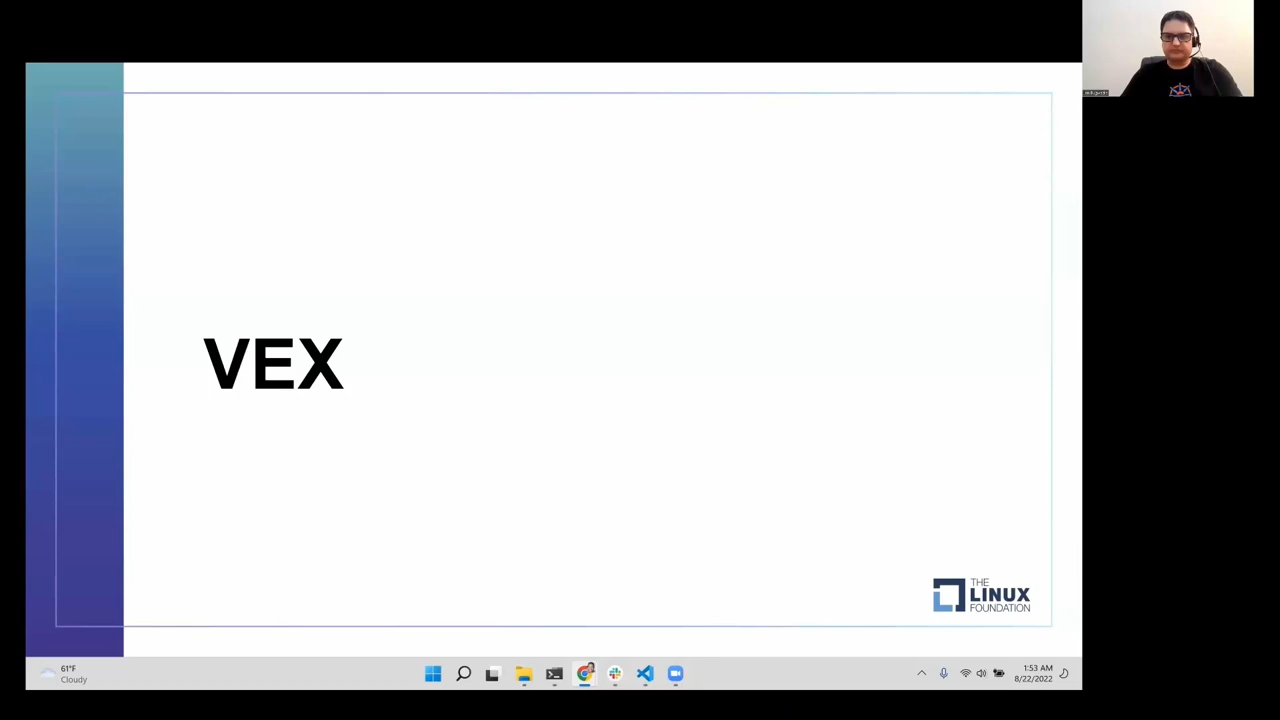 VEX
THE
LINUX
FOUNDATION
61°F
Cloudy
1:53 AM
8/22/2022